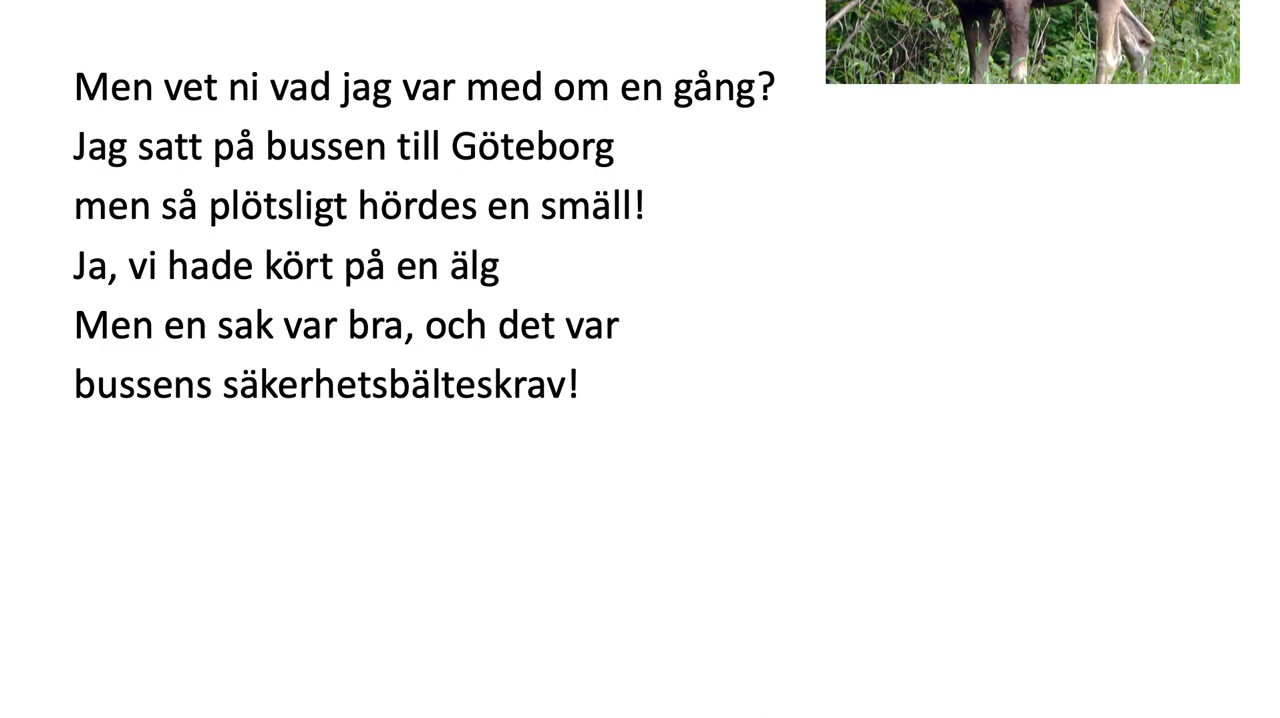 Men vet ni vad jag var med om en gång?
Jag satt på bussen till Göteborg
men så plötsligt hördes en smäll!
Ja, vi hade kört på en älg
Men en sak var bra, och det var
bussens säkerhetsbälteskrav!